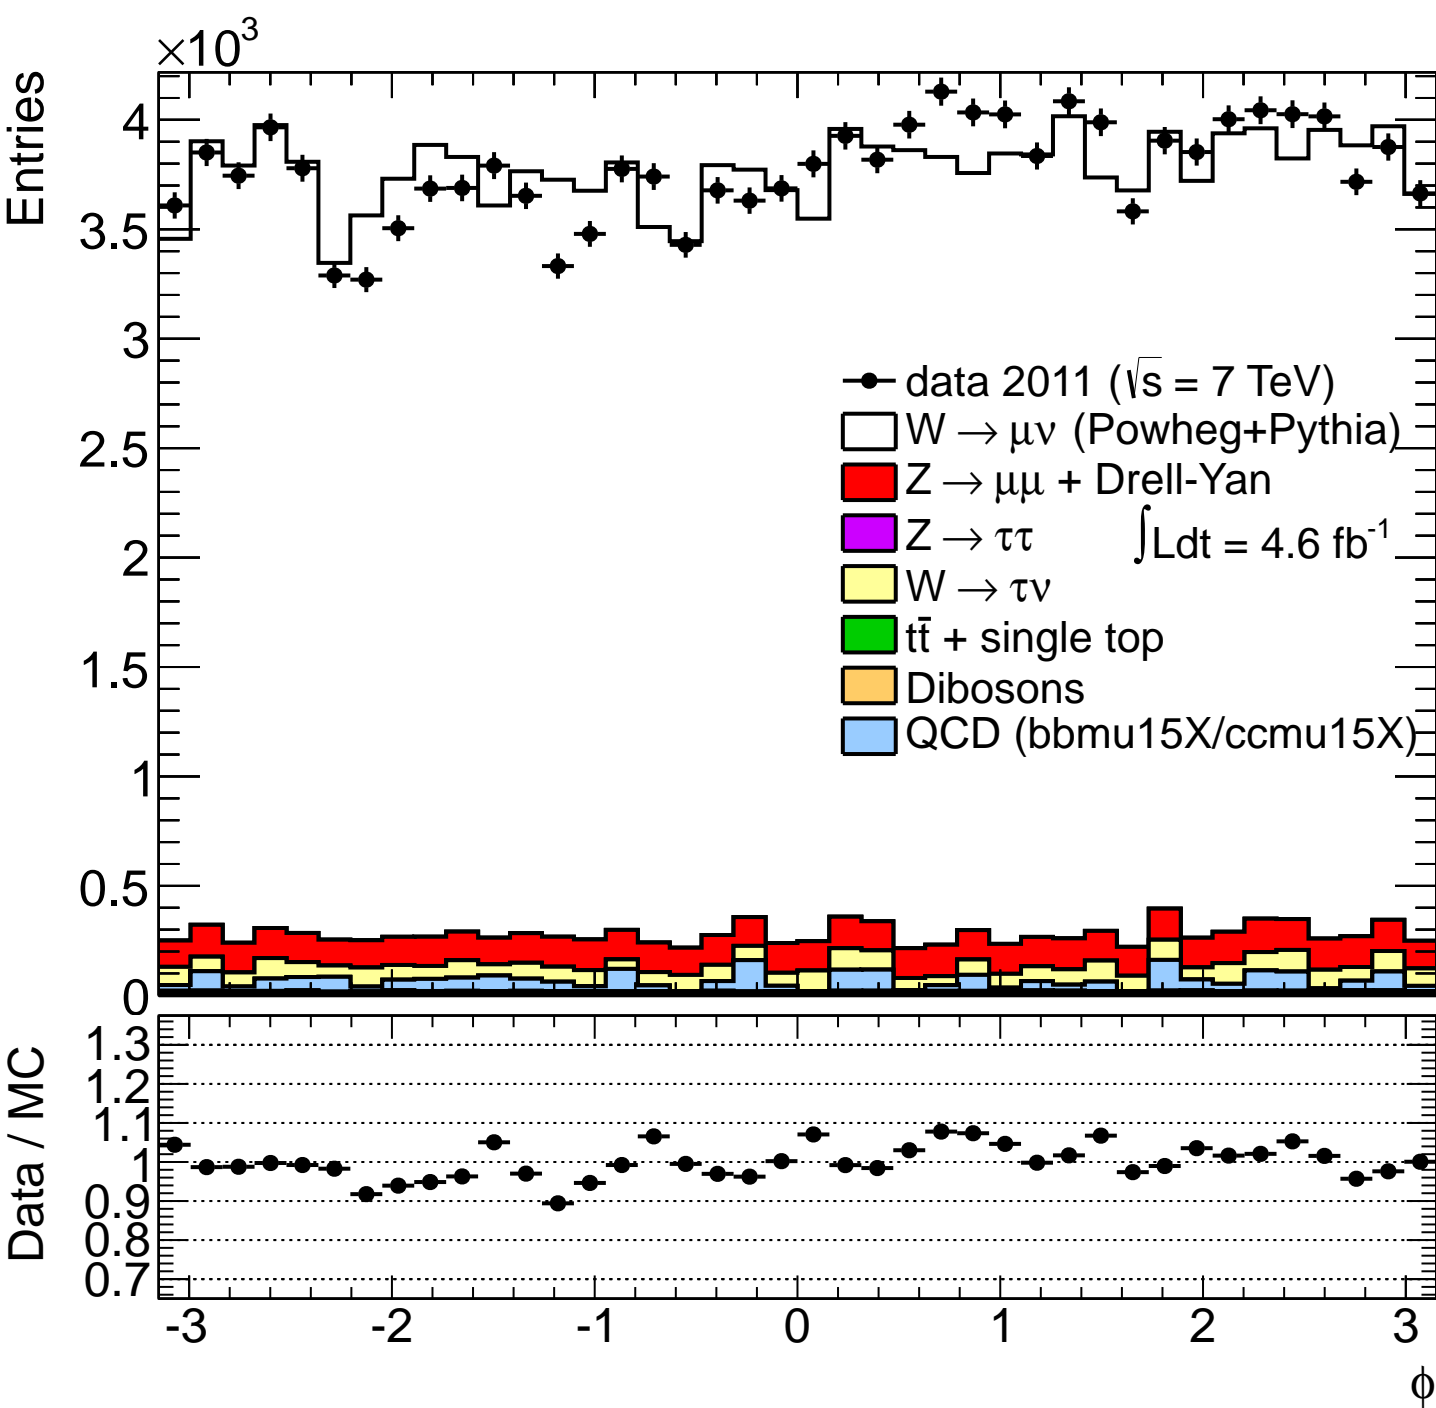 ×10³
Entries
4
3.5
3
2.5
2
1.5
1
0.5
0
data 2011 (√s = 7 TeV)
W → μν (Powheg+Pythia)
Z → μμ + Drell-Yan
Z → ττ
∫Ldt = 4.6 fb⁻¹
W → τν
tt̄ + single top
Dibosons
QCD (bbmu15X/ccmu15X)
Data / MC
1.3
1.2
1.1
1
0.9
0.8
0.7
-3 -2 -1 0 1 2 3
ϕ